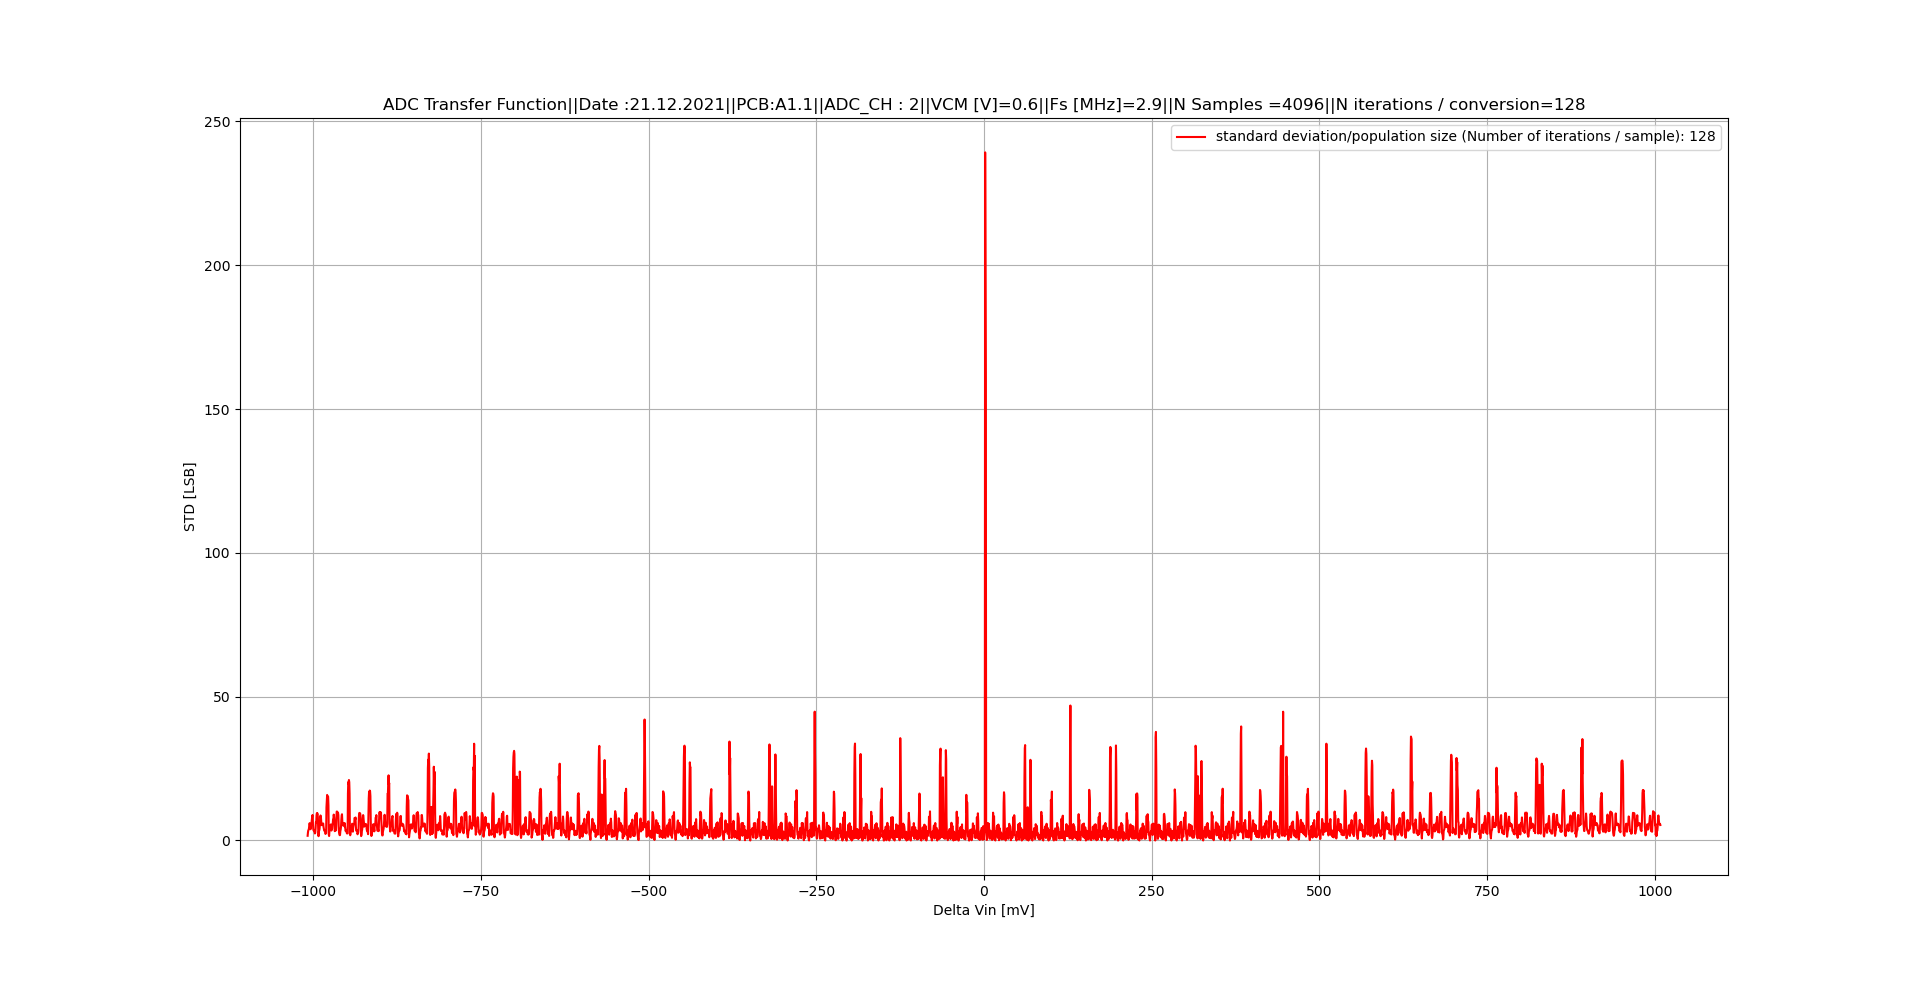 ADC Transfer Function||Date :21.12.2021||PCB:A1.1||ADC_CH : 2||VCM [V]=0.6||Fs [MHz]=2.9||N Samples =4096||N iterations / conversion=128
standard deviation/population size (Number of iterations / sample): 128
250
200
150
100
50
0
STD [LSB]
−1000 −750 −500 −250 0 250 500 750 1000
Delta Vin [mV]